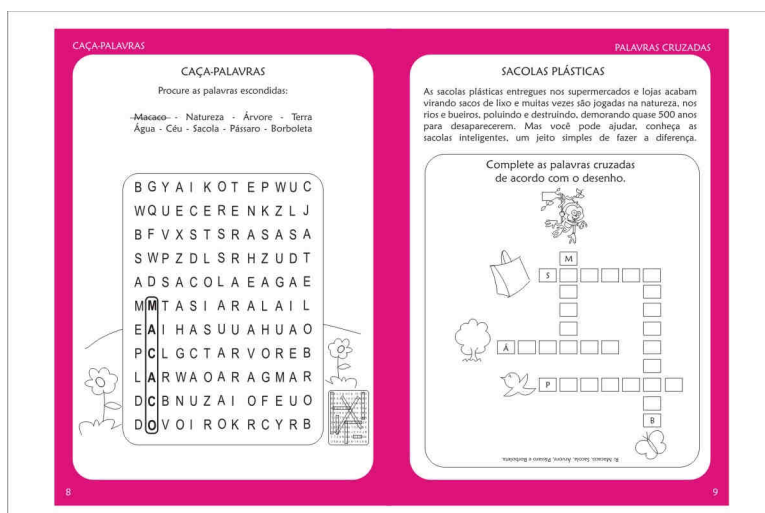 CAÇA-PALAVRAS
CAÇA-PALAVRAS
Procure as palavras escondidas:
Macaco - Natureza - Árvore - Terra
Água - Céu - Sacola - Pássaro - Borboleta
B G Y A I K O T E P W U C
W Q U E C E R E N K Z L J
B F V X S T S R A S A S A
S W P Z D L S R H Z U D T
A D S A C O L A E A G A E
M M T A S I A R A L A I L
E A I H A S U U A H U A O
P C L G C T A R V O R E B
L A R W A O A R A G M A R
D C B N U Z A I O F E U O
D O V O I R O K R C Y R B
8
PALAVRAS CRUZADAS
SACOLAS PLÁSTICAS
As sacolas plásticas entregues nos supermercados e lojas acabam
virando sacos de lixo e muitas vezes são jogadas na natureza, nos
rios e bueiros, poluindo e destruindo, demorando quase 500 anos
para desaparecerem. Mas você pode ajudar, conheça as
sacolas inteligentes, um jeito simples de fazer a diferença.
Complete as palavras cruzadas
de acordo com o desenho.
M
S
Á
P
B
R: Macaco, Sacola, Árvore, Pássaro e Borboleta.
9